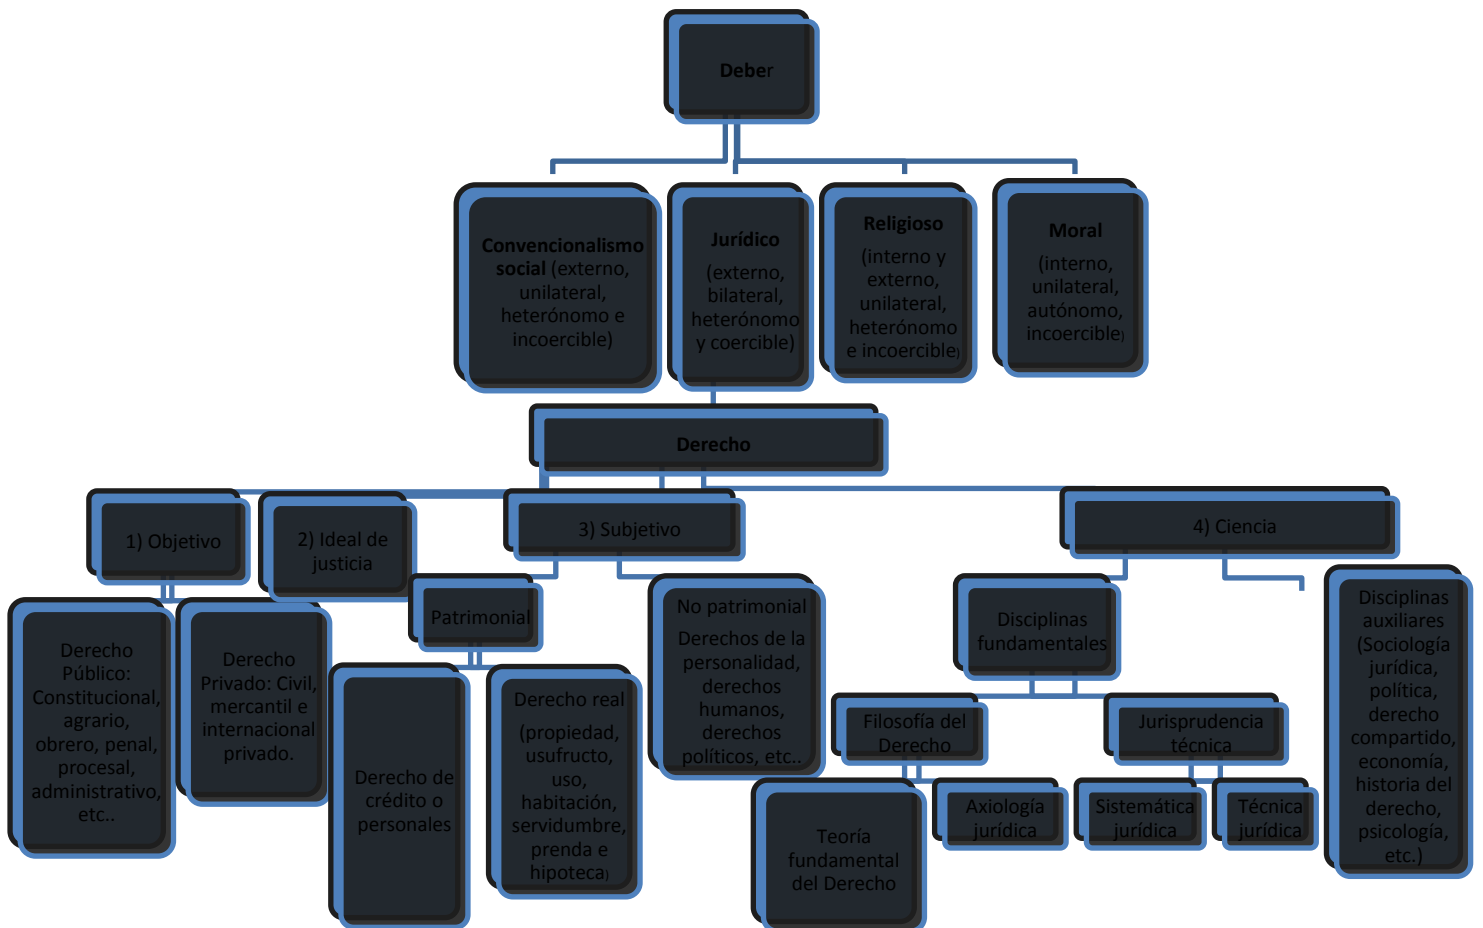 Deber
Convencionalismo
social (externo,
unilateral,
heterónomo e
incoercible)
Jurídico
(externo,
bilateral,
heterónomo
y coercible)
Religioso
(interno y
externo,
unilateral,
heterónomo
e incoercible)
Moral
(interno,
unilateral,
autónomo,
incoercible)
Derecho
1) Objetivo
2) Ideal de
justicia
3) Subjetivo
4) Ciencia
Derecho
Público:
Constitucional,
agrario,
obrero, penal,
procesal,
administrativo,
etc..
Derecho
Privado: Civil,
mercantil e
internacional
privado.
Patrimonial
No patrimonial
Derechos de la
personalidad,
derechos
humanos,
derechos
políticos, etc..
Derecho de
crédito o
personales
Derecho real
(propiedad,
usufructo,
uso,
habitación,
servidumbre,
prenda e
hipoteca)
Disciplinas
fundamentales
Disciplinas
auxiliares
(Sociología
jurídica,
política,
derecho
compartido,
economía,
historia del
derecho,
psicología,
etc.)
Filosofía del
Derecho
Jurisprudencia
técnica
Teoría
fundamental
del Derecho
Axiología
jurídica
Sistemática
jurídica
Técnica
jurídica